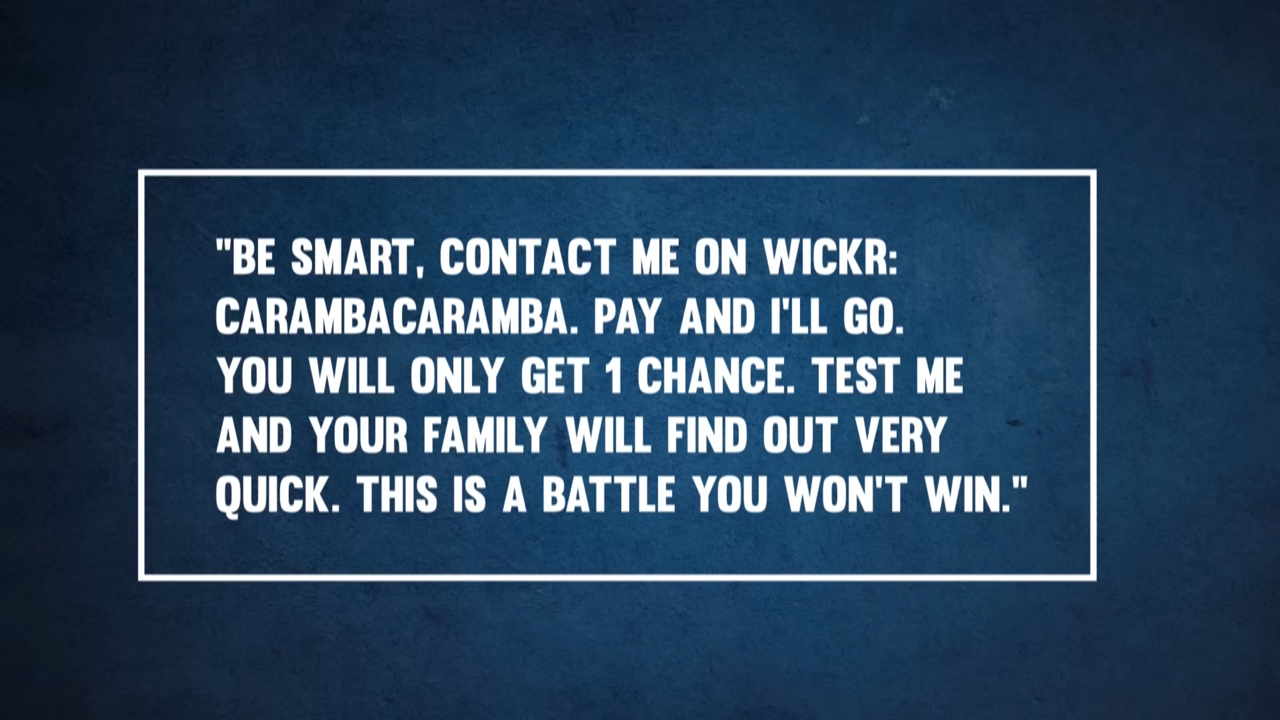 "BE SMART, CONTACT ME ON WICKR:
CARAMBACARAMBA. PAY AND I'LL GO.
YOU WILL ONLY GET 1 CHANCE. TEST ME
AND YOUR FAMILY WILL FIND OUT VERY
QUICK. THIS IS A BATTLE YOU WON'T WIN."